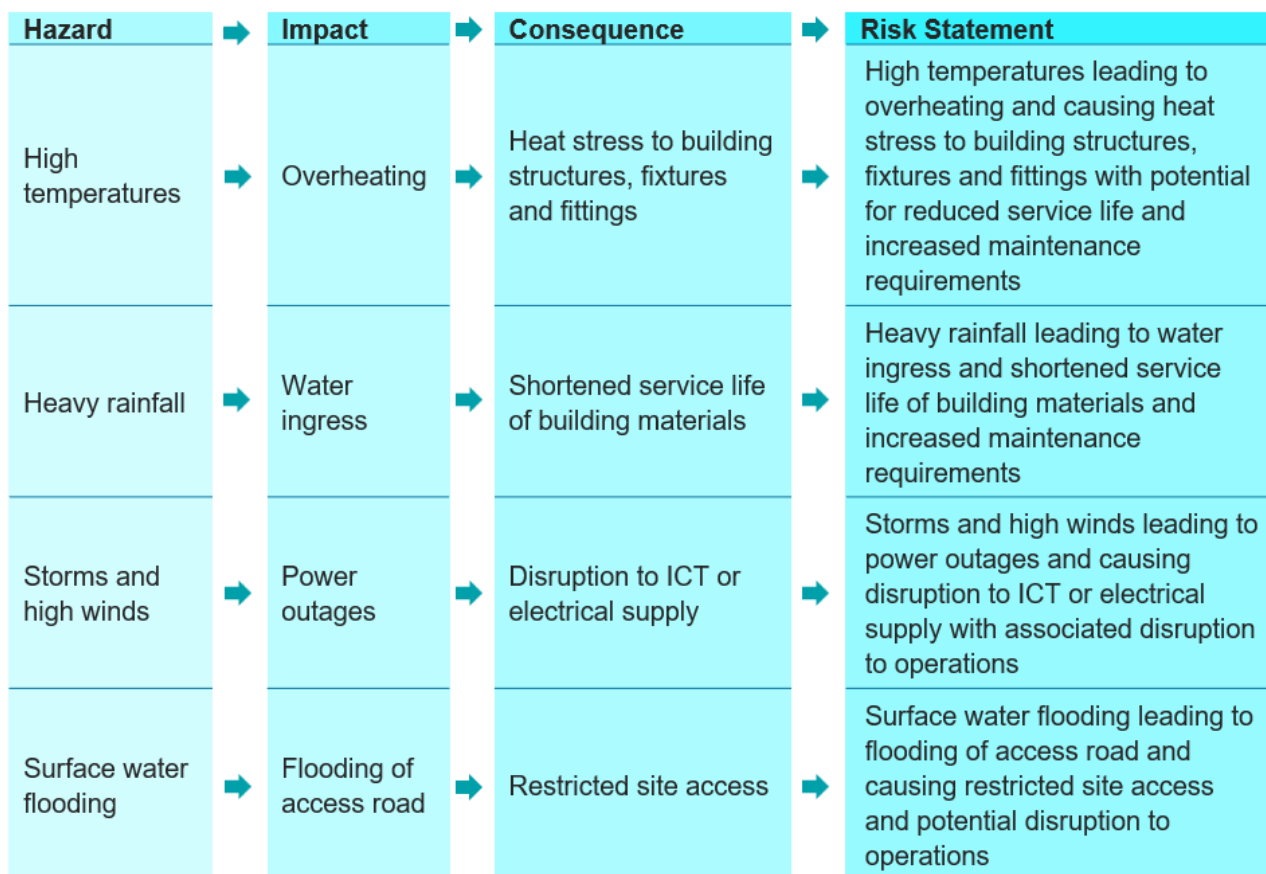 Hazard
Impact
Consequence
Risk Statement
High
temperatures
Overheating
Heat stress to building
structures, fixtures
and fittings
High temperatures leading to
overheating and causing heat
stress to building structures,
fixtures and fittings with potential
for reduced service life and
increased maintenance
requirements
Heavy rainfall
Water
ingress
Shortened service life
of building materials
Heavy rainfall leading to water
ingress and shortened service
life of building materials and
increased maintenance
requirements
Storms and
high winds
Power
outages
Disruption to ICT or
electrical supply
Storms and high winds leading to
power outages and causing
disruption to ICT or electrical
supply with associated disruption
to operations
Surface water
flooding
Flooding of
access road
Restricted site access
Surface water flooding leading to
flooding of access road and
causing restricted site access
and potential disruption to
operations